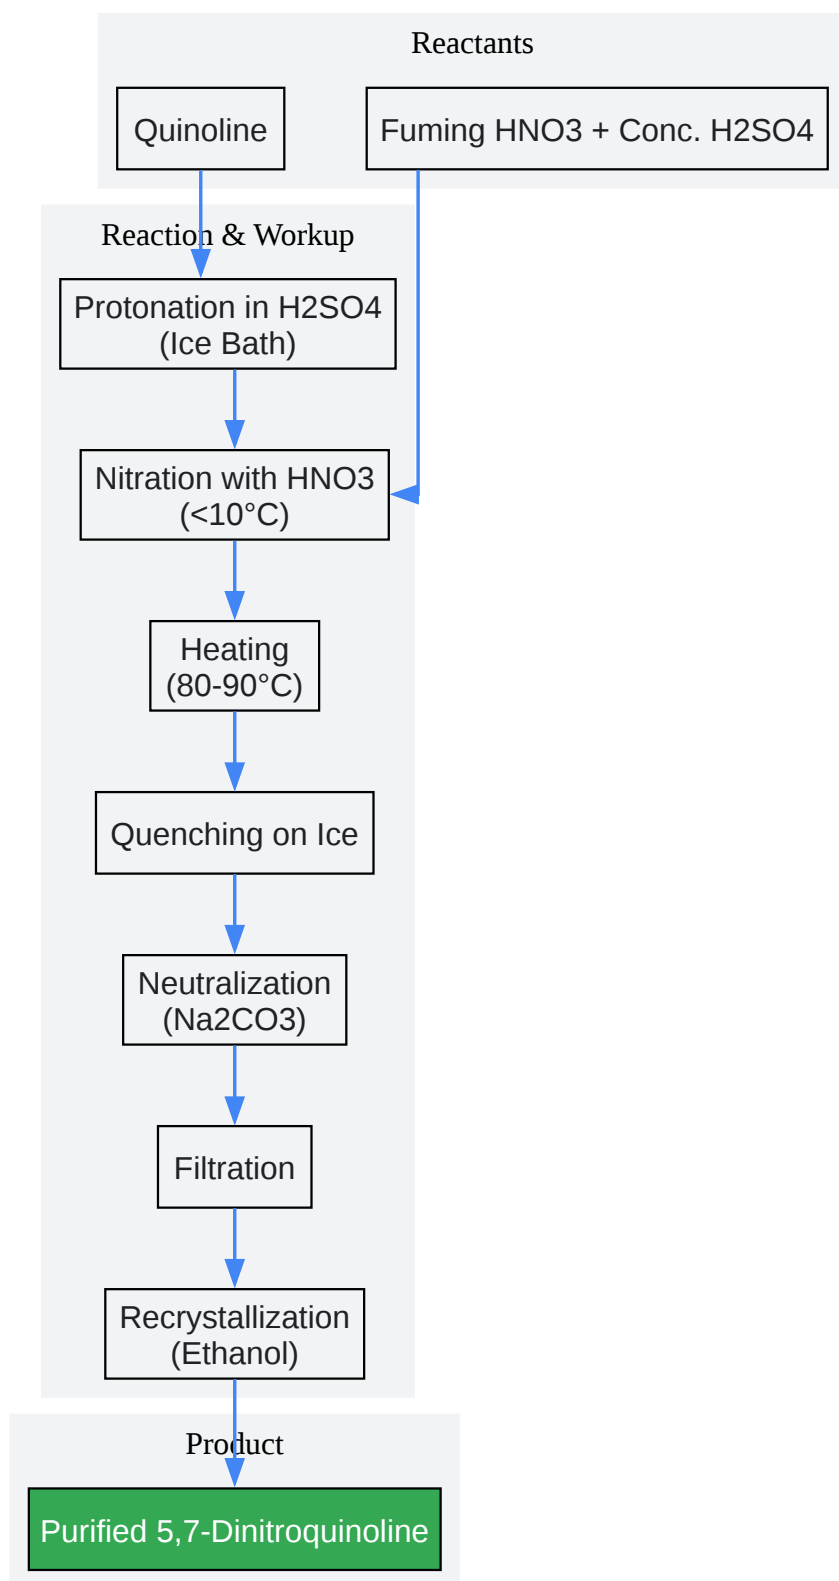 Reactants
Quinoline
Fuming HNO3 + Conc. H2SO4
Reaction & Workup
Protonation in H2SO4
(Ice Bath)
Nitration with HNO3
(<10°C)
Heating
(80-90°C)
Quenching on Ice
Neutralization
(Na2CO3)
Filtration
Recrystallization
(Ethanol)
Product
Purified 5,7-Dinitroquinoline